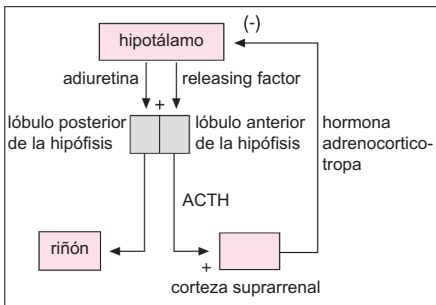 hipotálamo
(-)
adiuretina
releasing factor
+
lóbulo posterior
de la hipófisis
lóbulo anterior
de la hipófisis
hormona
adrenocortico-
tropa
ACTH
riñón
+
corteza suprarrenal